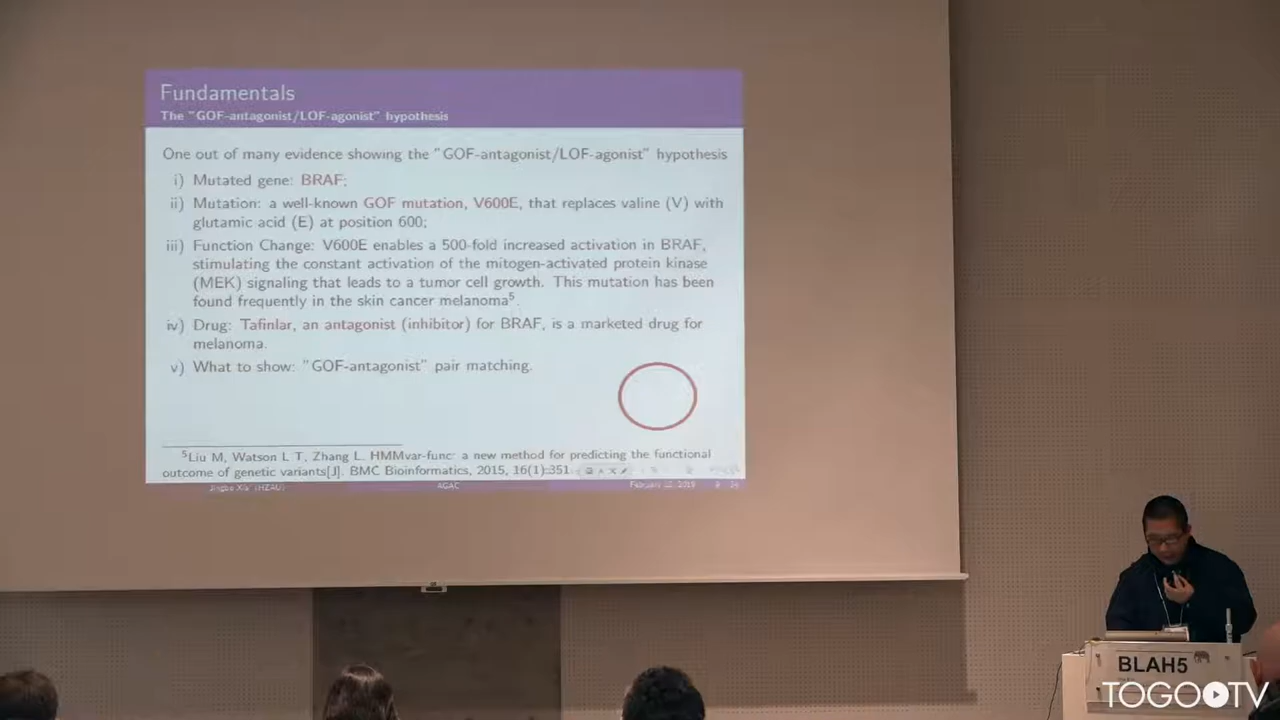 Fundamentals
The "GOF-antagonist/LOF-agonist" hypothesis
One out of many evidence showing the "GOF-antagonist/LOF-agonist" hypothesis
i) Mutated gene: BRAF;
ii) Mutation: a well-known GOF mutation, V600E, that replaces valine (V) with
glutamic acid (E) at position 600;
iii) Function Change: V600E enables a 500-fold increased activation in BRAF,
stimulating the constant activation of the mitogen-activated protein kinase
(MEK) signaling that leads to a tumor cell growth. This mutation has been
found frequently in the skin cancer melanoma5.
iv) Drug: Tafinlar, an antagonist (inhibitor) for BRAF, is a marketed drug for
melanoma.
v) What to show: "GOF-antagonist" pair matching.
5Liu M, Watson L T, Zhang L. HMMvar-func: a new method for predicting the functional
outcome of genetic variants[J]. BMC Bioinformatics, 2015, 16(1):351
Jingbo Xia (HZAU) AGAC February 12, 2019
BLAH5
TOGOTV